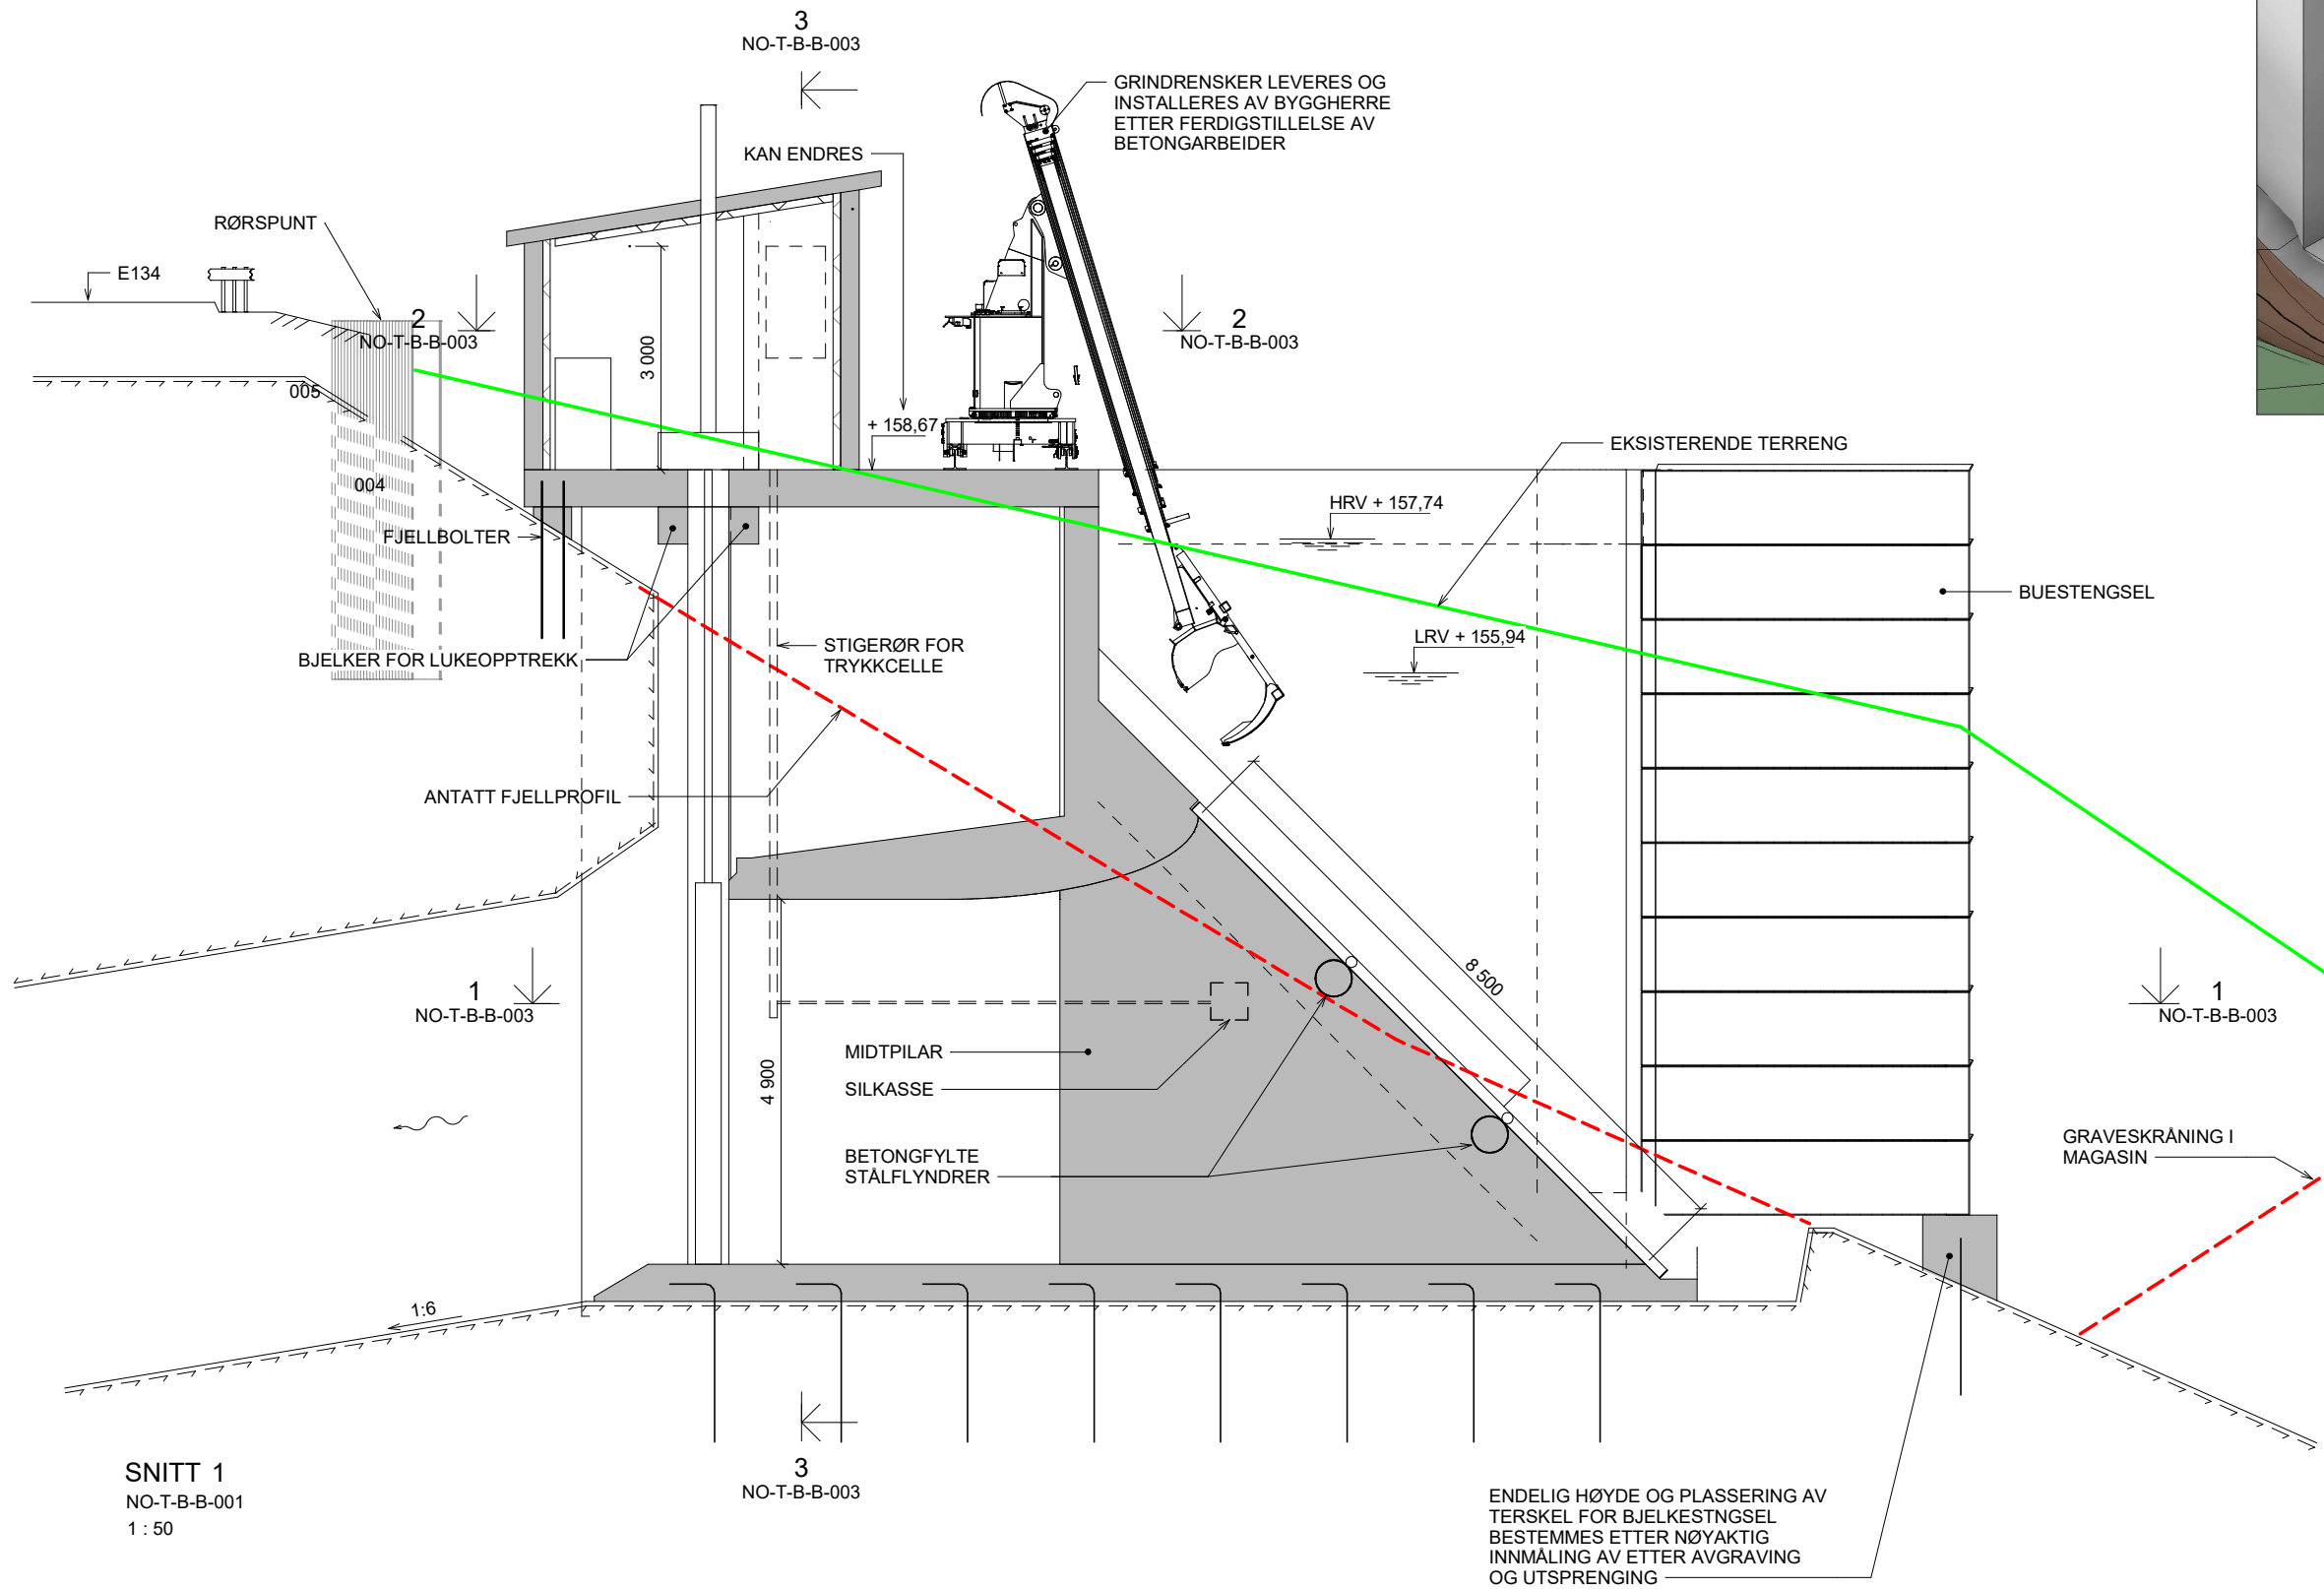 3
NO-T-B-B-003
GRINDRENSKER LEVERES OG
INSTALLERES AV BYGGHERRE
ETTER FERDIGSTILLELSE AV
BETONGARBEIDER
KAN ENDRES
RØRSPUNT
E134
2
NO-T-B-B-003
2
NO-T-B-B-003
3 000
005
+ 158,67
EKSISTERENDE TERRENG
004
HRV + 157,74
FJELLBOLTER
BUESTENGSEL
LRV + 155,94
STIGERØR FOR
TRYKKCELLE
BJELKER FOR LUKEOPPTREKK
ANTATT FJELLPROFIL
8 500
1
NO-T-B-B-003
1
NO-T-B-B-003
MIDTPILAR
4 900
SILKASSE
BETONGFYLTE
STÅLFLYNDRER
GRAVESKRÅNING I
MAGASIN
1:6
SNITT 1
NO-T-B-B-001
1 : 50
3
NO-T-B-B-003
ENDELIG HØYDE OG PLASSERING AV
TERSKEL FOR BJELKESTNGSEL
BESTEMMES ETTER NØYAKTIG
INNMÅLING AV ETTER AVGRAVING
OG UTSPRENGING